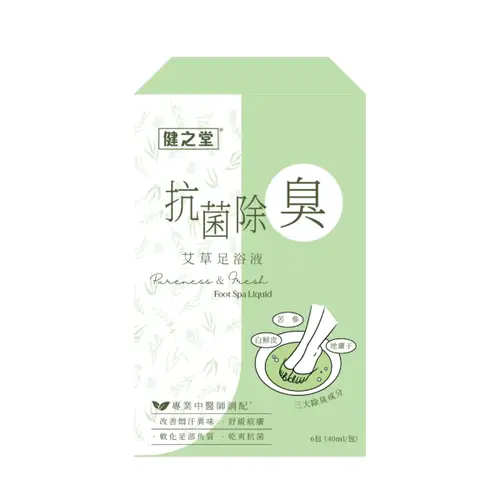 健之堂®
抗菌除臭
艾草足浴液
Pureness & Fresh
Foot Spa Liquid
苦參
白鮮皮
地膚子
三大除臭成分
專業中醫師調配*
·改善悶汗異味 ·舒緩痕癢
·軟化足部角質 ·乾爽抗菌
6包 (40ml/包)